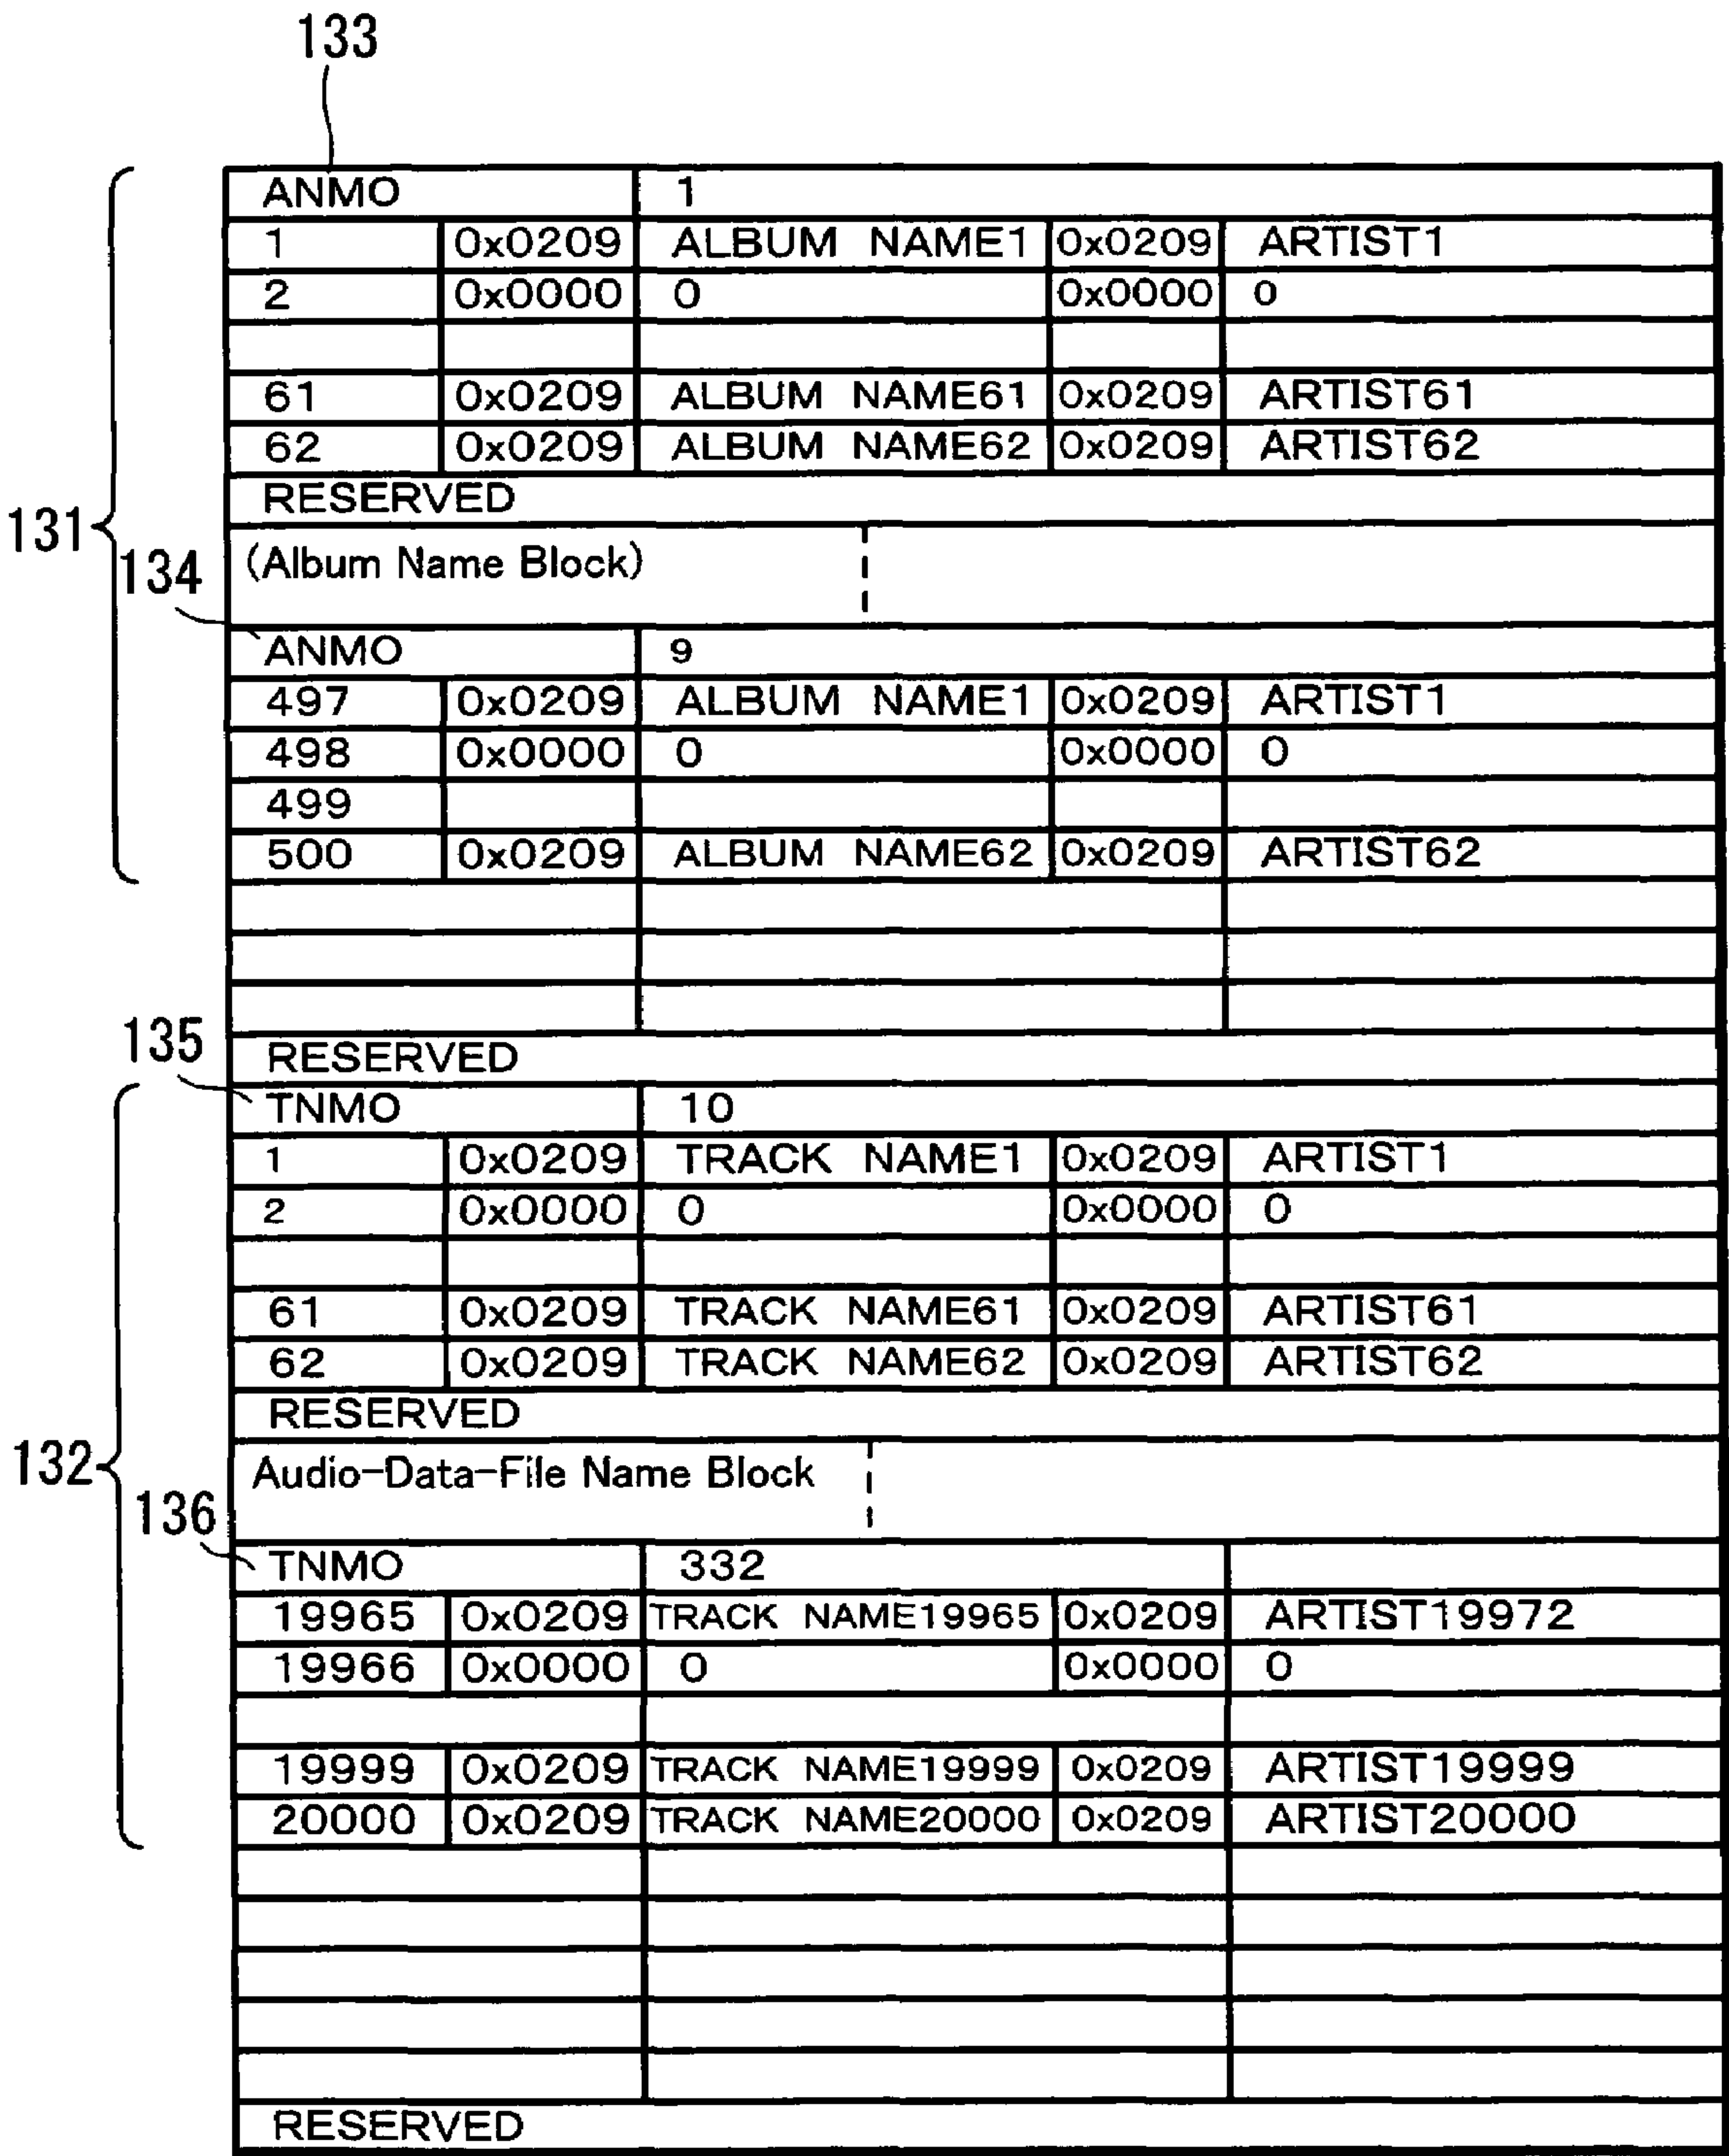 133
ANMO 1
1 0x0209 ALBUM NAME1 0x0209 ARTIST1
2 0x0000 0 0x0000 0
61 0x0209 ALBUM NAME61 0x0209 ARTIST61
62 0x0209 ALBUM NAME62 0x0209 ARTIST62
RESERVED
131
134 (Album Name Block)
ANMO 9
497 0x0209 ALBUM NAME1 0x0209 ARTIST1
498 0x0000 0 0x0000 0
499
500 0x0209 ALBUM NAME62 0x0209 ARTIST62
135
RESERVED
TNMO 10
1 0x0209 TRACK NAME1 0x0209 ARTIST1
2 0x0000 0 0x0000 0
61 0x0209 TRACK NAME61 0x0209 ARTIST61
62 0x0209 TRACK NAME62 0x0209 ARTIST62
RESERVED
132 Audio-Data-File Name Block
136
TNMO 332
19965 0x0209 TRACK NAME19965 0x0209 ARTIST19972
19966 0x0000 0 0x0000 0
19999 0x0209 TRACK NAME19999 0x0209 ARTIST19999
20000 0x0209 TRACK NAME20000 0x0209 ARTIST20000
RESERVED